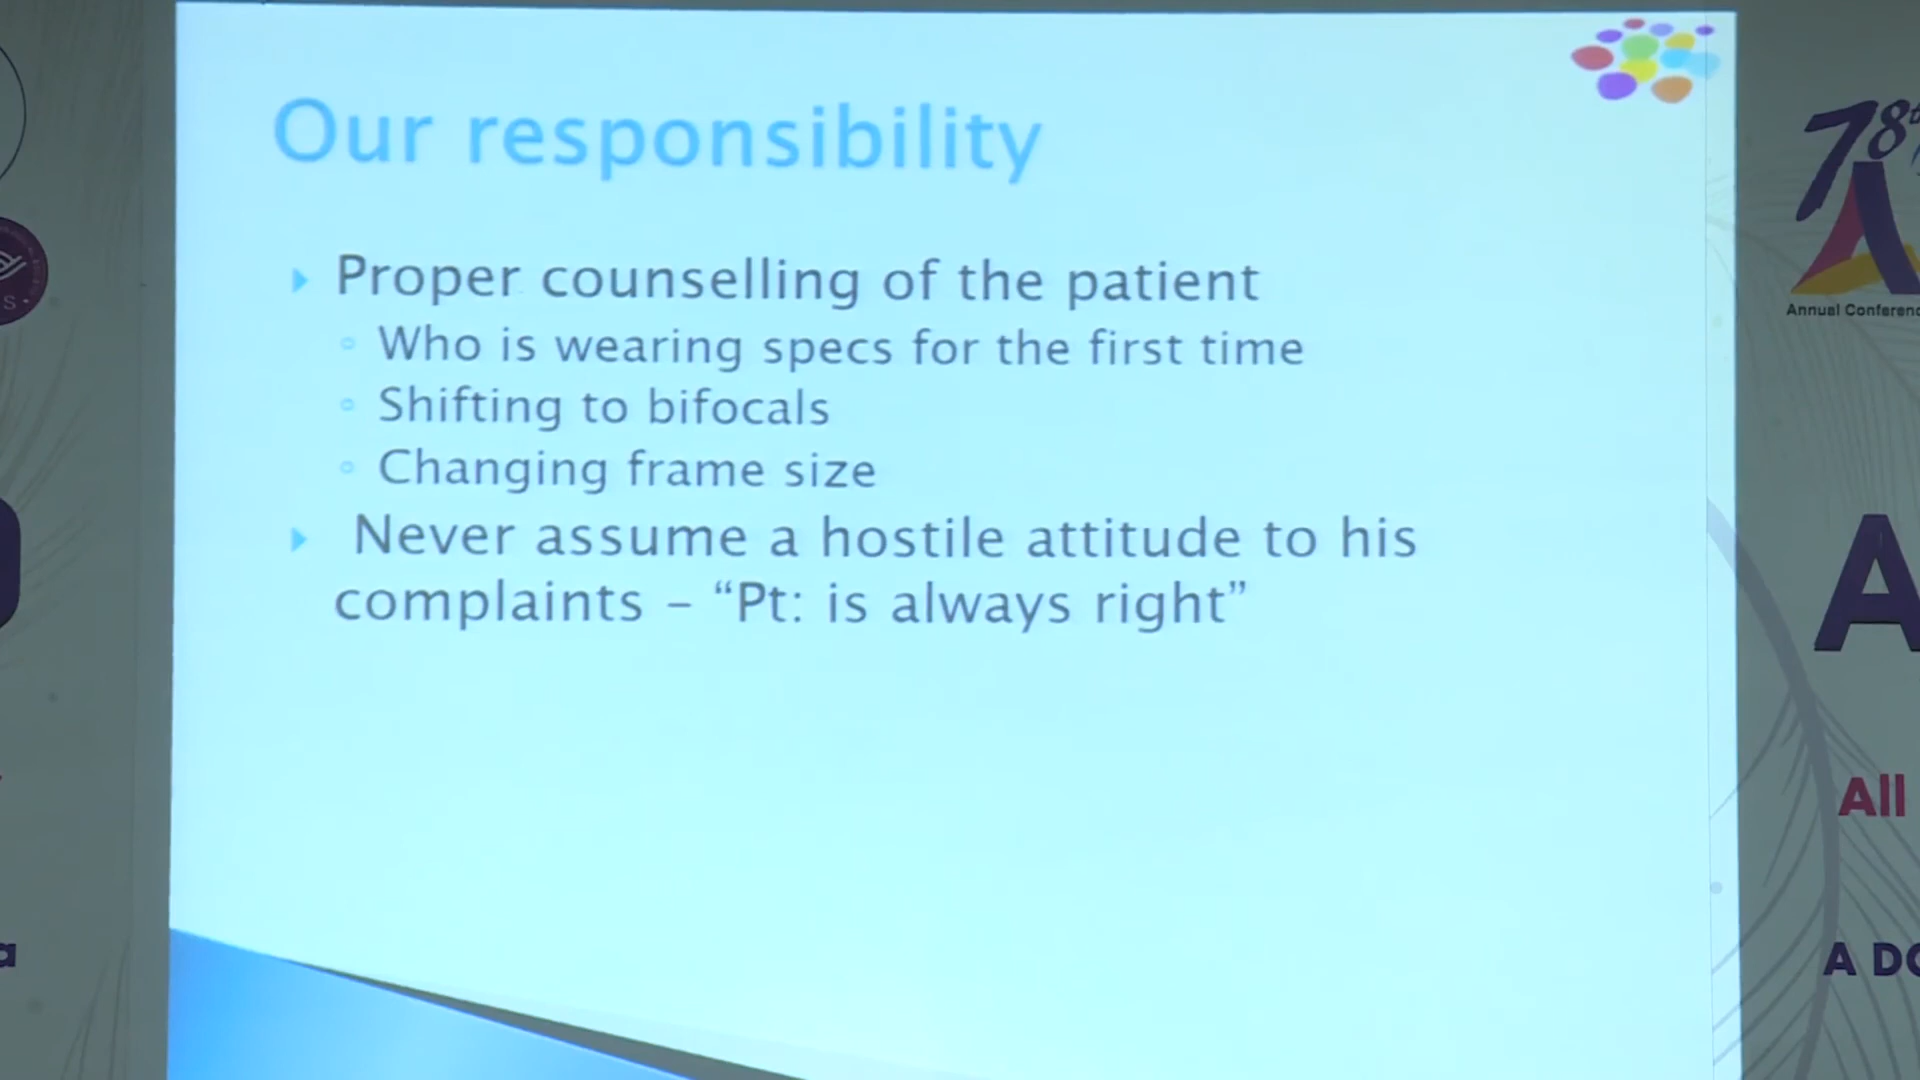 Our responsibility
Proper counselling of the patient
Who is wearing specs for the first time
Shifting to bifocals
Changing frame size
Never assume a hostile attitude to his
complaints – “Pt: is always right”
78th
Annual Conferenc
S
A
All
a
A DO